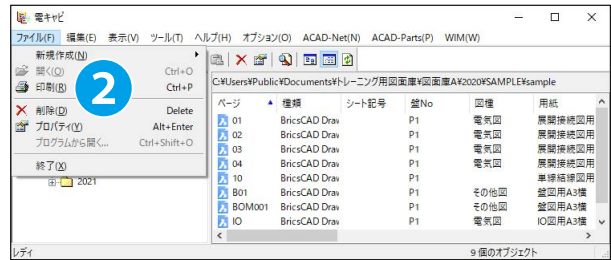 電キャビ
ファイル(F) 編集(E) 表示(V) ツール(T) ヘルプ(H) オプション(O) ACAD-Net(N) ACAD-Parts(P) WIM(W)
新規作成(N)
開く(O) Ctrl+O
印刷(R) Ctrl+P
2
削除(D) Delete
プロパティ(Y) Alt+Enter
プログラムから開く... Ctrl+Shift+O
終了(X)
2021
C:¥Users¥Public¥Documents¥トレーニング用図面庫¥図面庫A¥2020¥SAMPLE¥sample
ページ 種類 シート記号 盤No 図種 用紙
01 BricsCAD Draw P1 電気図 展開接続図用
02 BricsCAD Draw P1 電気図 展開接続図用
03 BricsCAD Draw P1 電気図 展開接続図用
04 BricsCAD Draw P1 電気図 展開接続図用
10 BricsCAD Draw P1 単線結線図用
B01 BricsCAD Draw P1 その他図 盤図用A3横
BOM001 BricsCAD Draw P1 その他図 盤図用A3横
IO BricsCAD Draw P1 電気図 IO図用A3横
レディ 9 個のオブジェクト